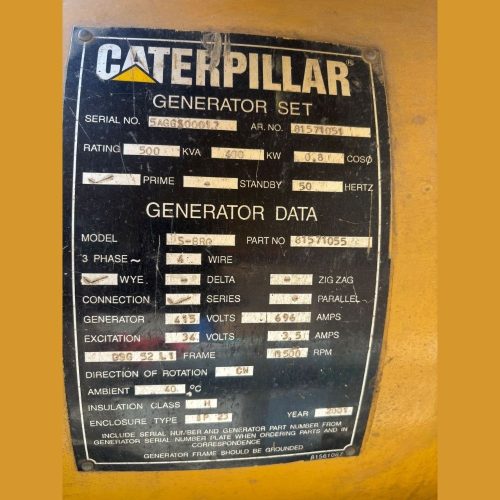 CATERPILLAR®
GENERATOR SET
SERIAL NO. AR. NO. 81571051
RATING 500 KVA 400 KW 0.8 COSØ
✓ PRIME - STANDBY 50 HERTZ
GENERATOR DATA
MODEL PART NO 81571055
3 PHASE ~ 4 WIRE
✓ WYE - DELTA - ZIG ZAG
CONNECTION ✓ SERIES - PARALLEL
GENERATOR 415 VOLTS 696 AMPS
EXCITATION 36 VOLTS 3.5 AMPS
FRAME 1500 RPM
DIRECTION OF ROTATION CW
AMBIENT 40 °C
INSULATION CLASS H
ENCLOSURE TYPE IP 23 YEAR 2001
INCLUDE SERIAL NUMBER AND GENERATOR PART NUMBER FROM
GENERATOR SERIAL NUMBER PLATE WHEN ORDERING PARTS AND IN
CORRESPONDENCE
GENERATOR FRAME SHOULD BE GROUNDED